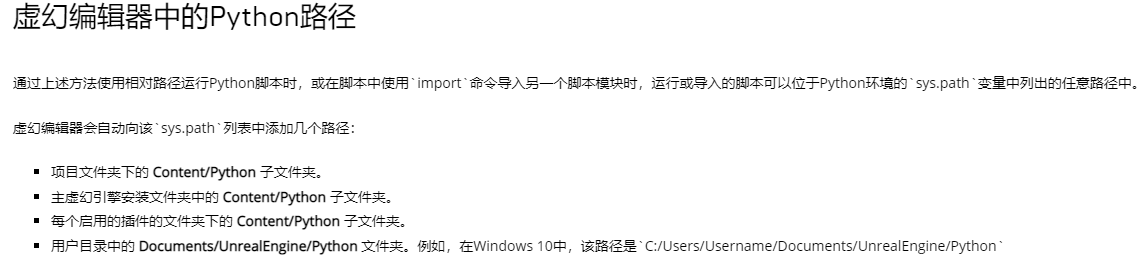 虚幻编辑器中的Python路径
通过上述方法使用相对路径运行Python脚本时，或在脚本中使用`import`命令导入另一个脚本模块时，运行或导入的脚本可以位于Python环境的`sys.path`变量中列出的任意路径中。
虚幻编辑器会自动向该`sys.path`列表中添加几个路径：
▪ 项目文件夹下的 Content/Python 子文件夹。
▪ 主虚幻引擎安装文件夹中的 Content/Python 子文件夹。
▪ 每个启用的插件的文件夹下的 Content/Python 子文件夹。
▪ 用户目录中的 Documents/UnrealEngine/Python 文件夹。例如，在Windows 10中，该路径是`C:/Users/Username/Documents/UnrealEngine/Python`